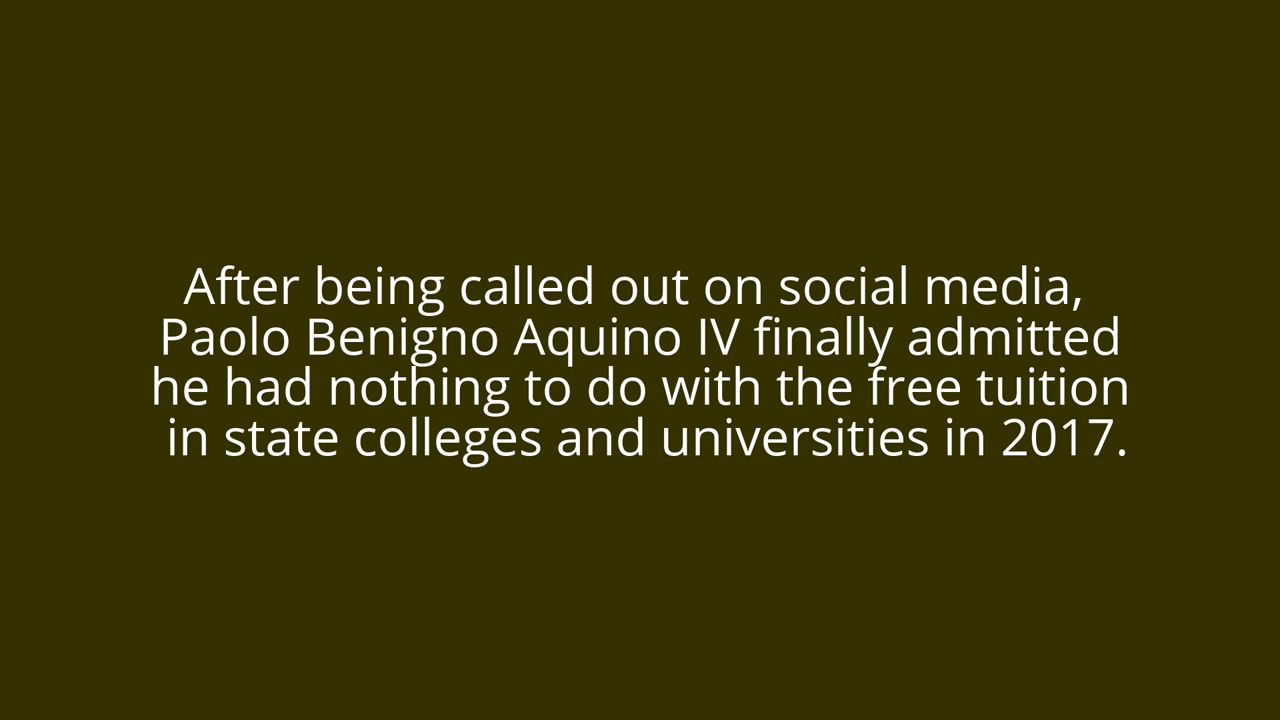 After being called out on social media,
Paolo Benigno Aquino IV finally admitted
he had nothing to do with the free tuition
in state colleges and universities in 2017.